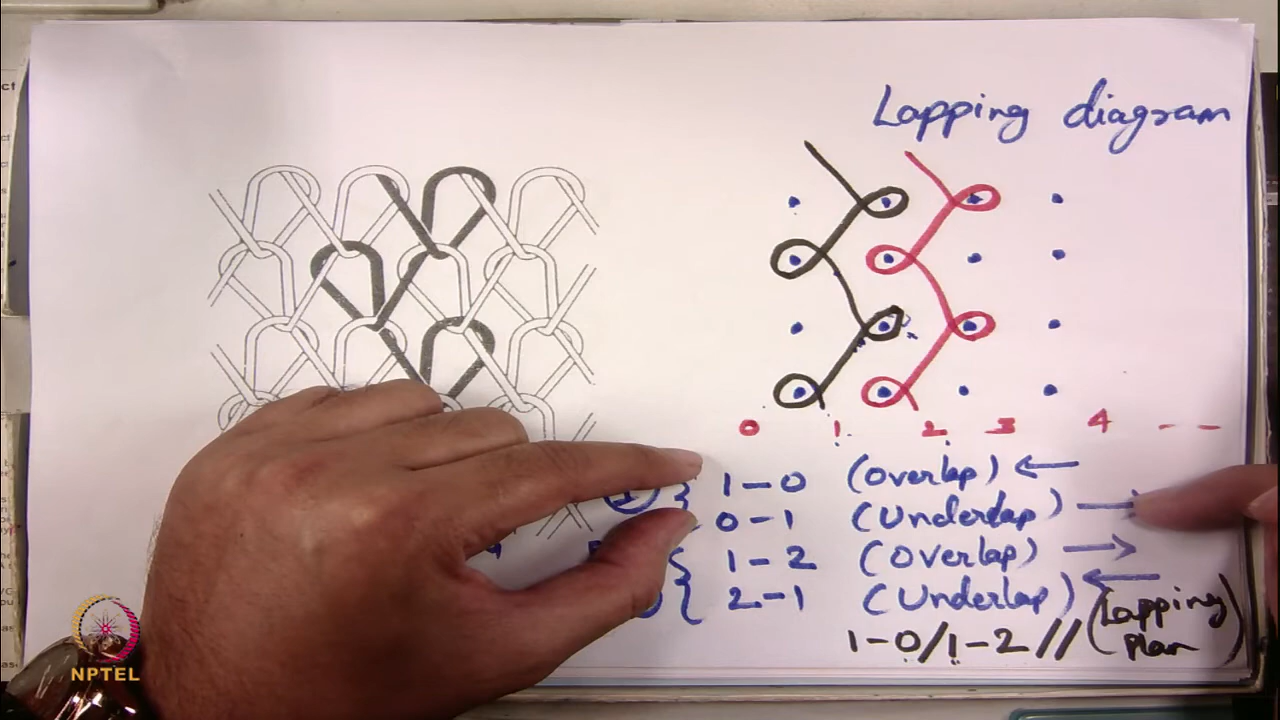 Lapping diagram
0 1 2 3 4 - -
1-0 (Overlap) ←
0-1 (Underlap) →
1-2 (Overlap) →
2-1 (Underlap) ←
1-0/1-2// (Lapping Plan)
NPTEL